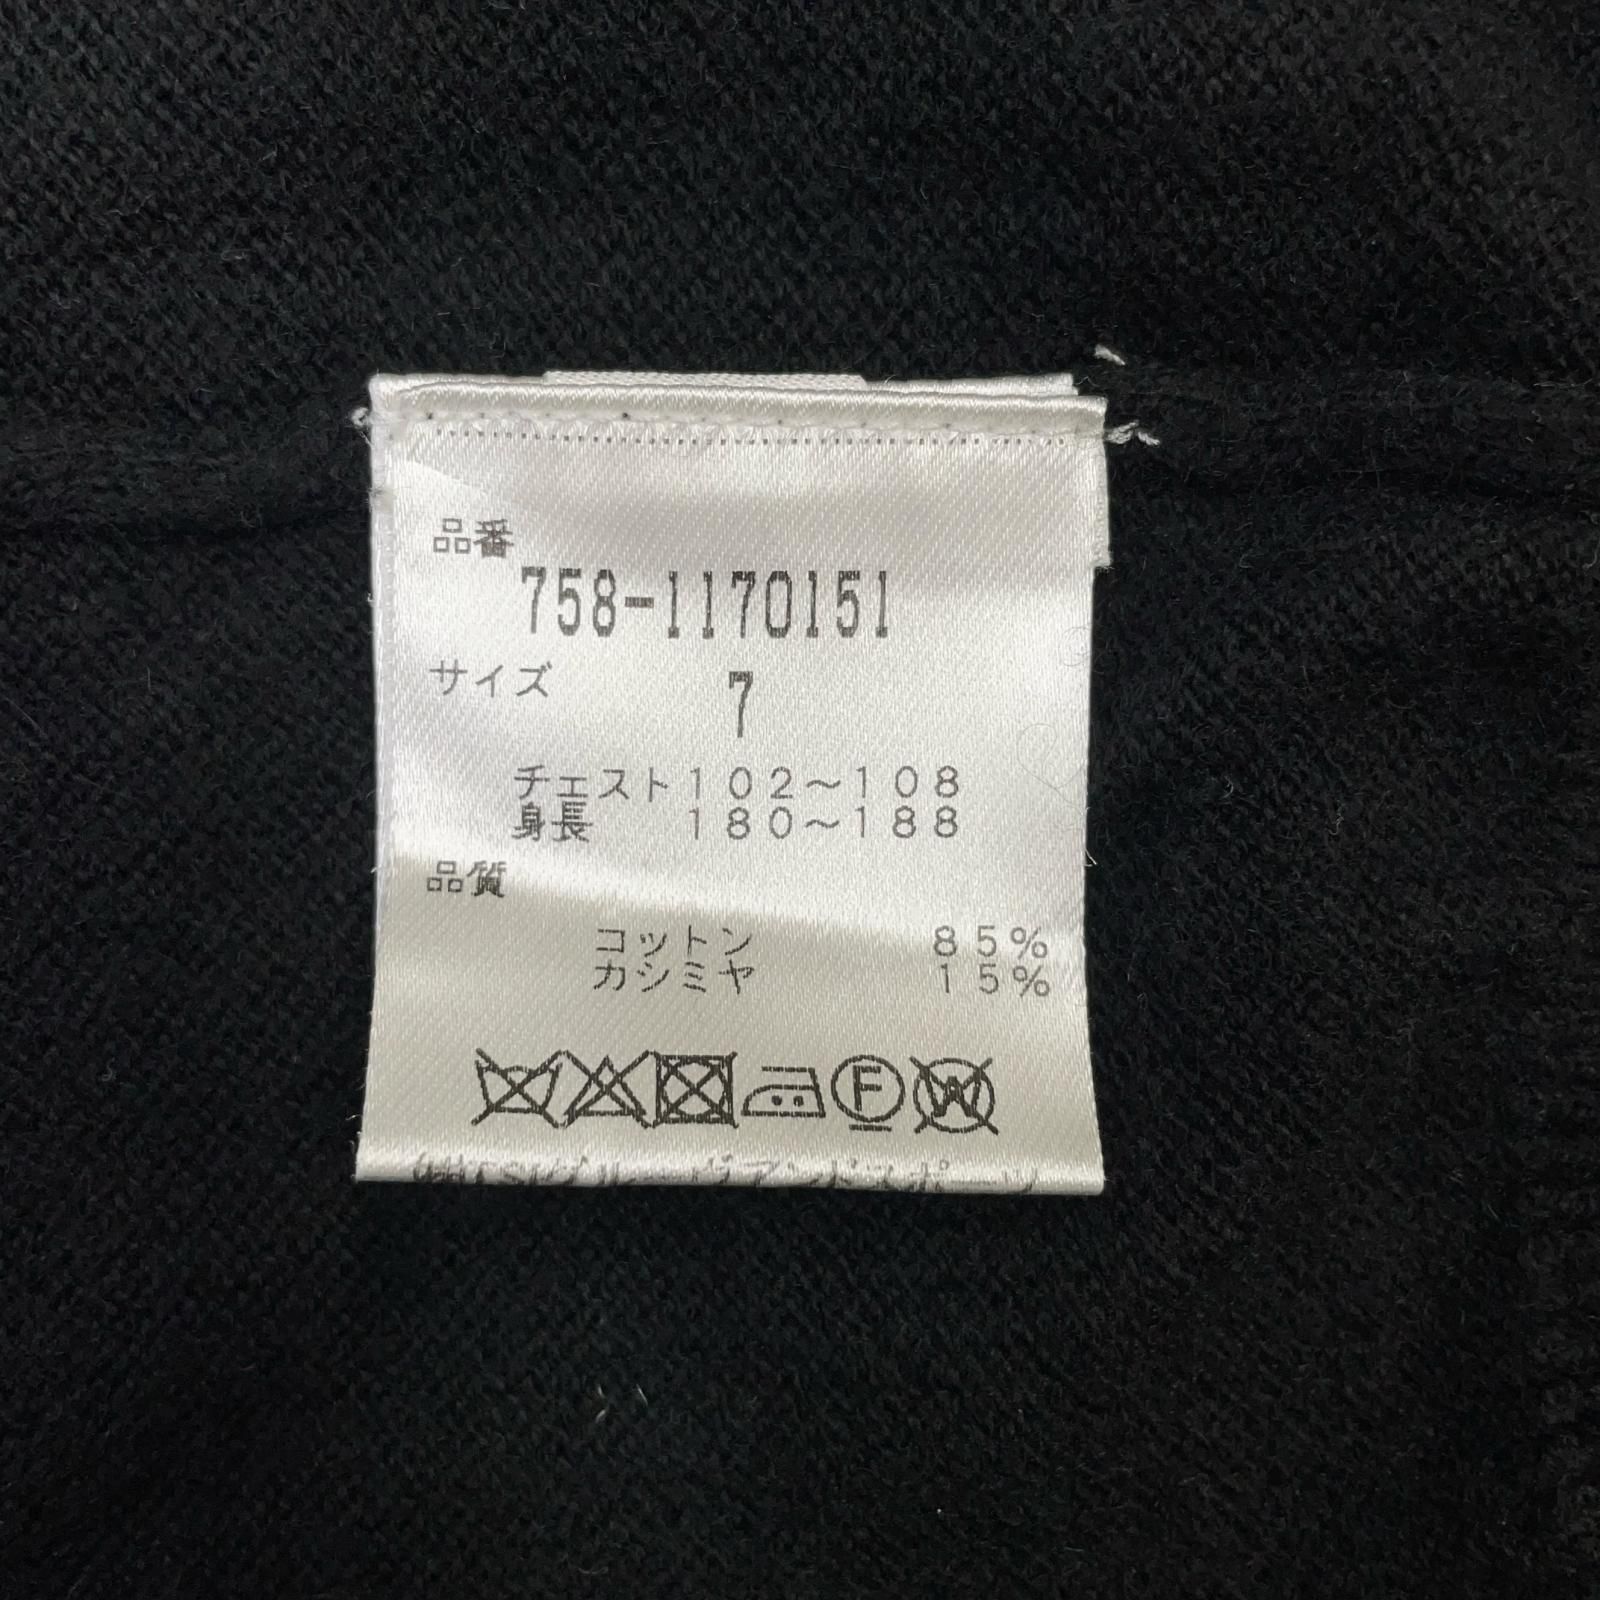 品番
758-1170151
サイズ 7
チェスト102～108
身長 180～188
品質
コットン 85%
カシミヤ 15%
F W